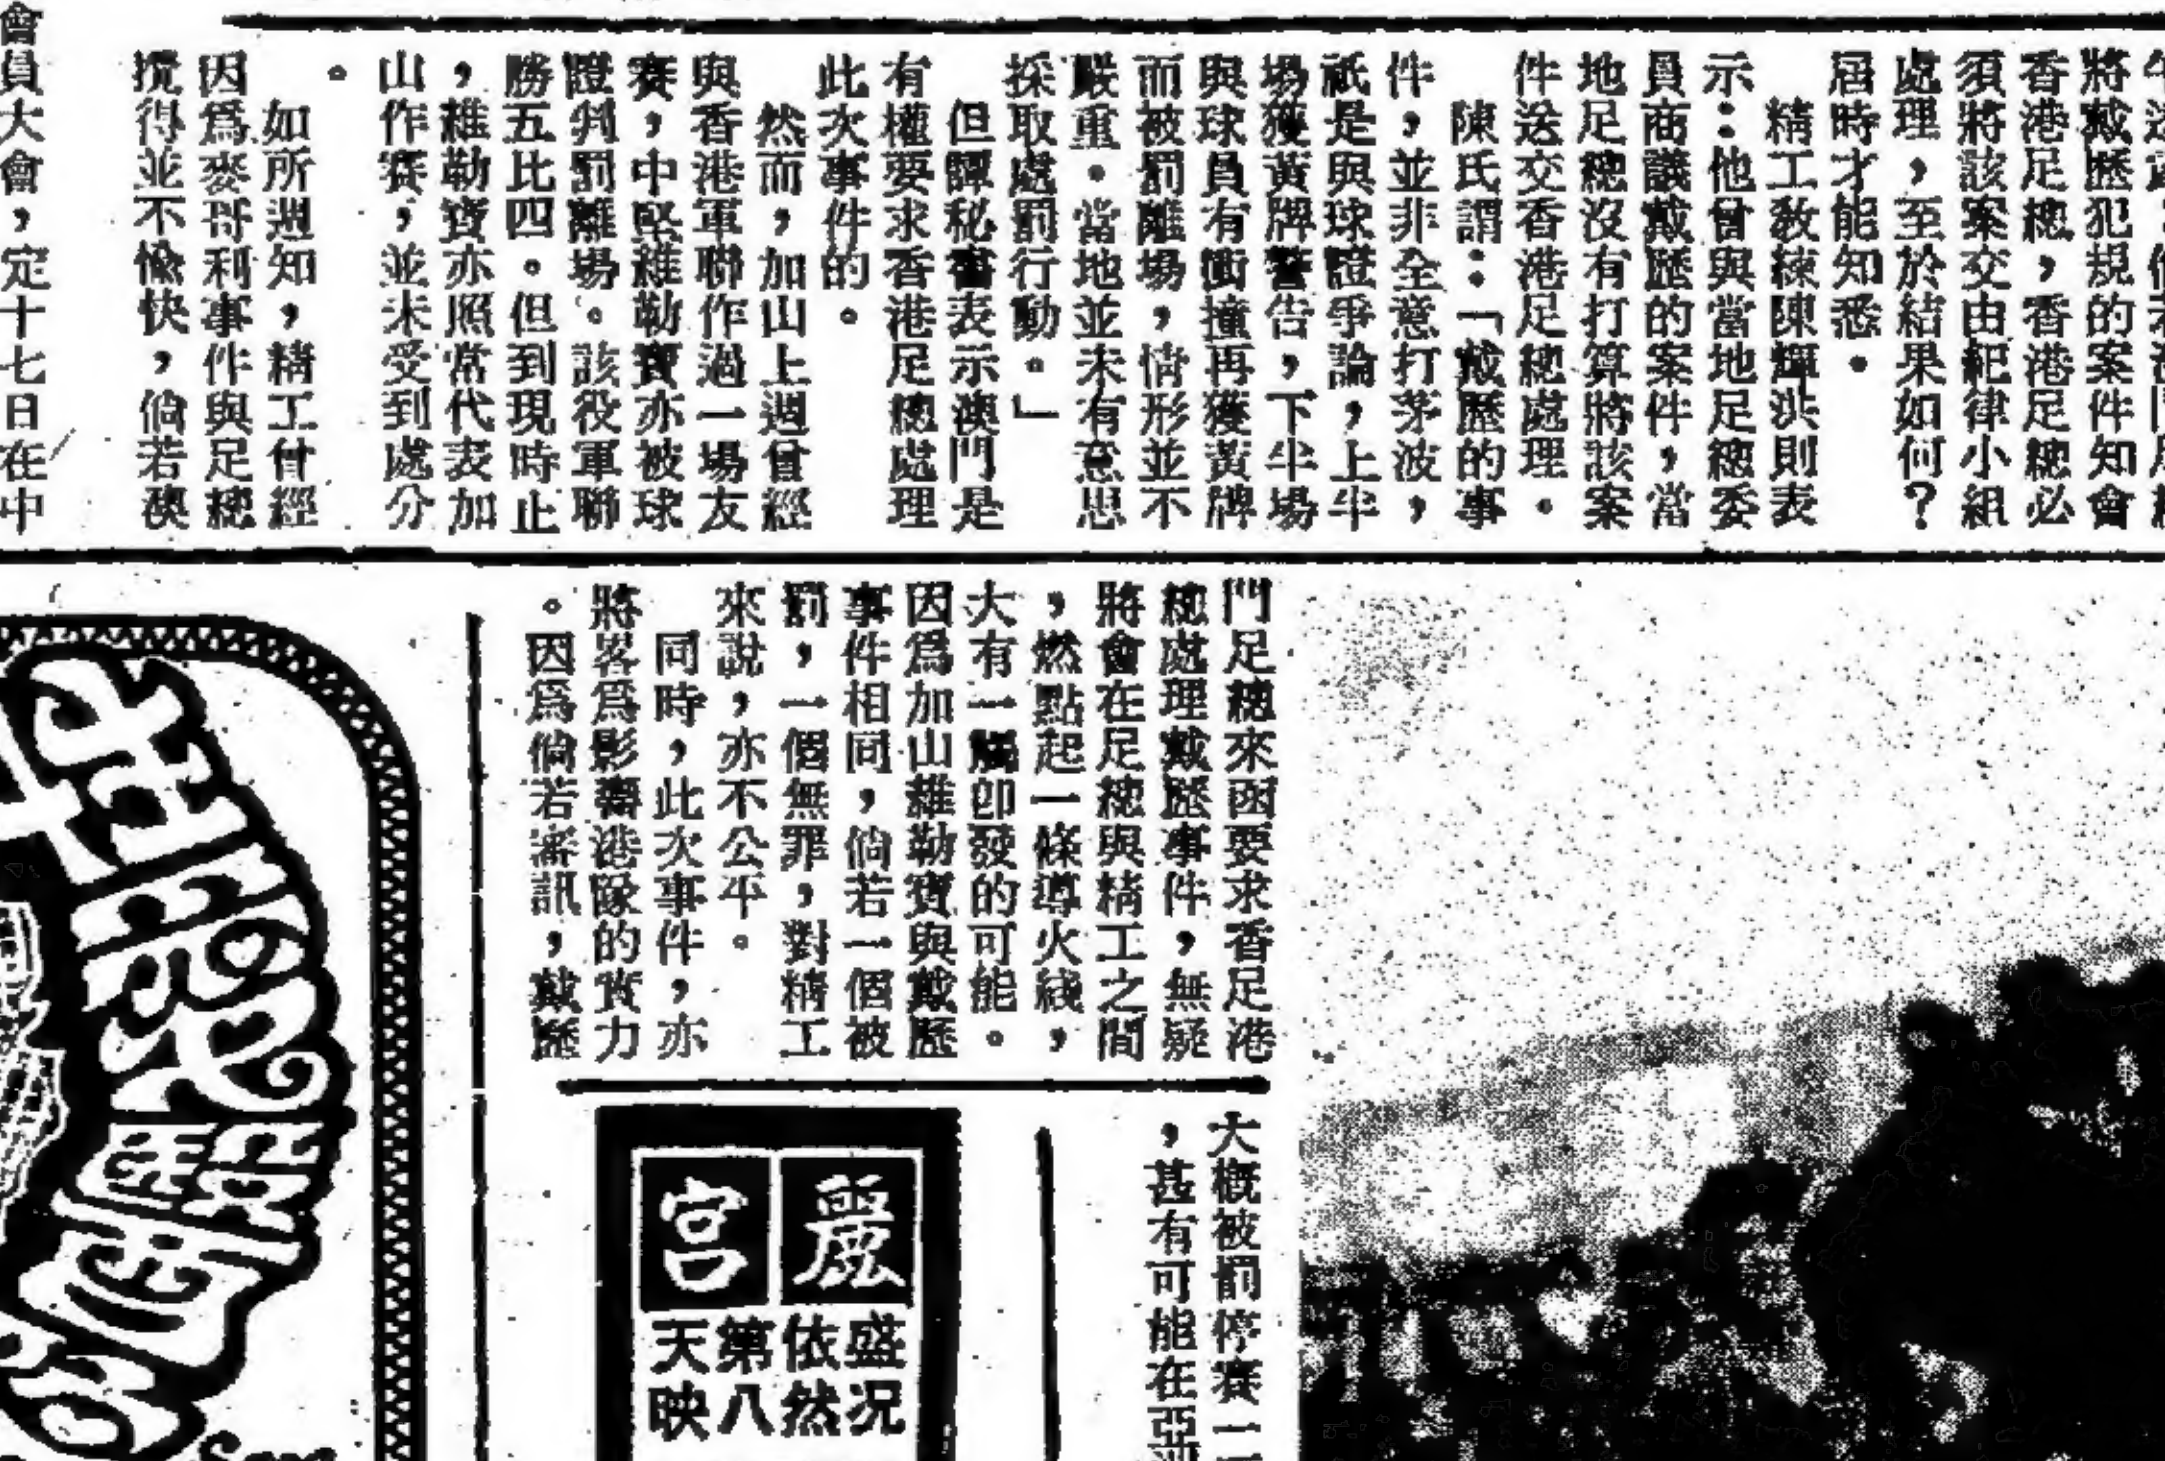 將戴歷犯規的案件知會
香港足總，香港足總必
須將該案交由紀律小組
處理，至於結果如何？
屆時才能知悉。
精工教練陳輝洪則表
示：他曾與當地足總委
員商議戴歷的案件，當
地足總沒有打算將該案
件送交香港足總處理。
陳氏謂：「戴歷的事
件，並非全意打茅波，
祇是與球證爭論，上半
場獲黃牌警告，下半場
與球員有衝撞再獲黃牌
而被罰離場，情形並不
嚴重。當地並未有意思
採取處罰行動。」
但譚秘書表示澳門是
有權要求香港足總處理
此次事件的。
然而，加山上週曾經
與香港軍聯作過一場友
賽，中堅維勒寶亦被球
證判罰離場。該役軍聯
勝五比四。但到現時止
，維勒寶亦照常代表加
山作賽，並未受到處分
。
如所週知，精工曾經
因爲麥哥利事件與足總
攪得並不愉快，倘若澳
會員大會，定十七日在中
門足總來函要求香足港
總處理戴歷事件，無疑
將會在足總與精工之間
，燃點起一條導火綫，
大有一觸卽發的可能。
因爲加山維勒寶與戴歷
事件相同，倘若一個被
罰，一個無罪，對精工
來說，亦不公平。
同時，此次事件，亦
將畧爲影響港隊的實力
。因爲倘若審訊，戴歷
大概被罰停賽一
，甚有可能在亞
麗宮
盛況
依然
第八
天映